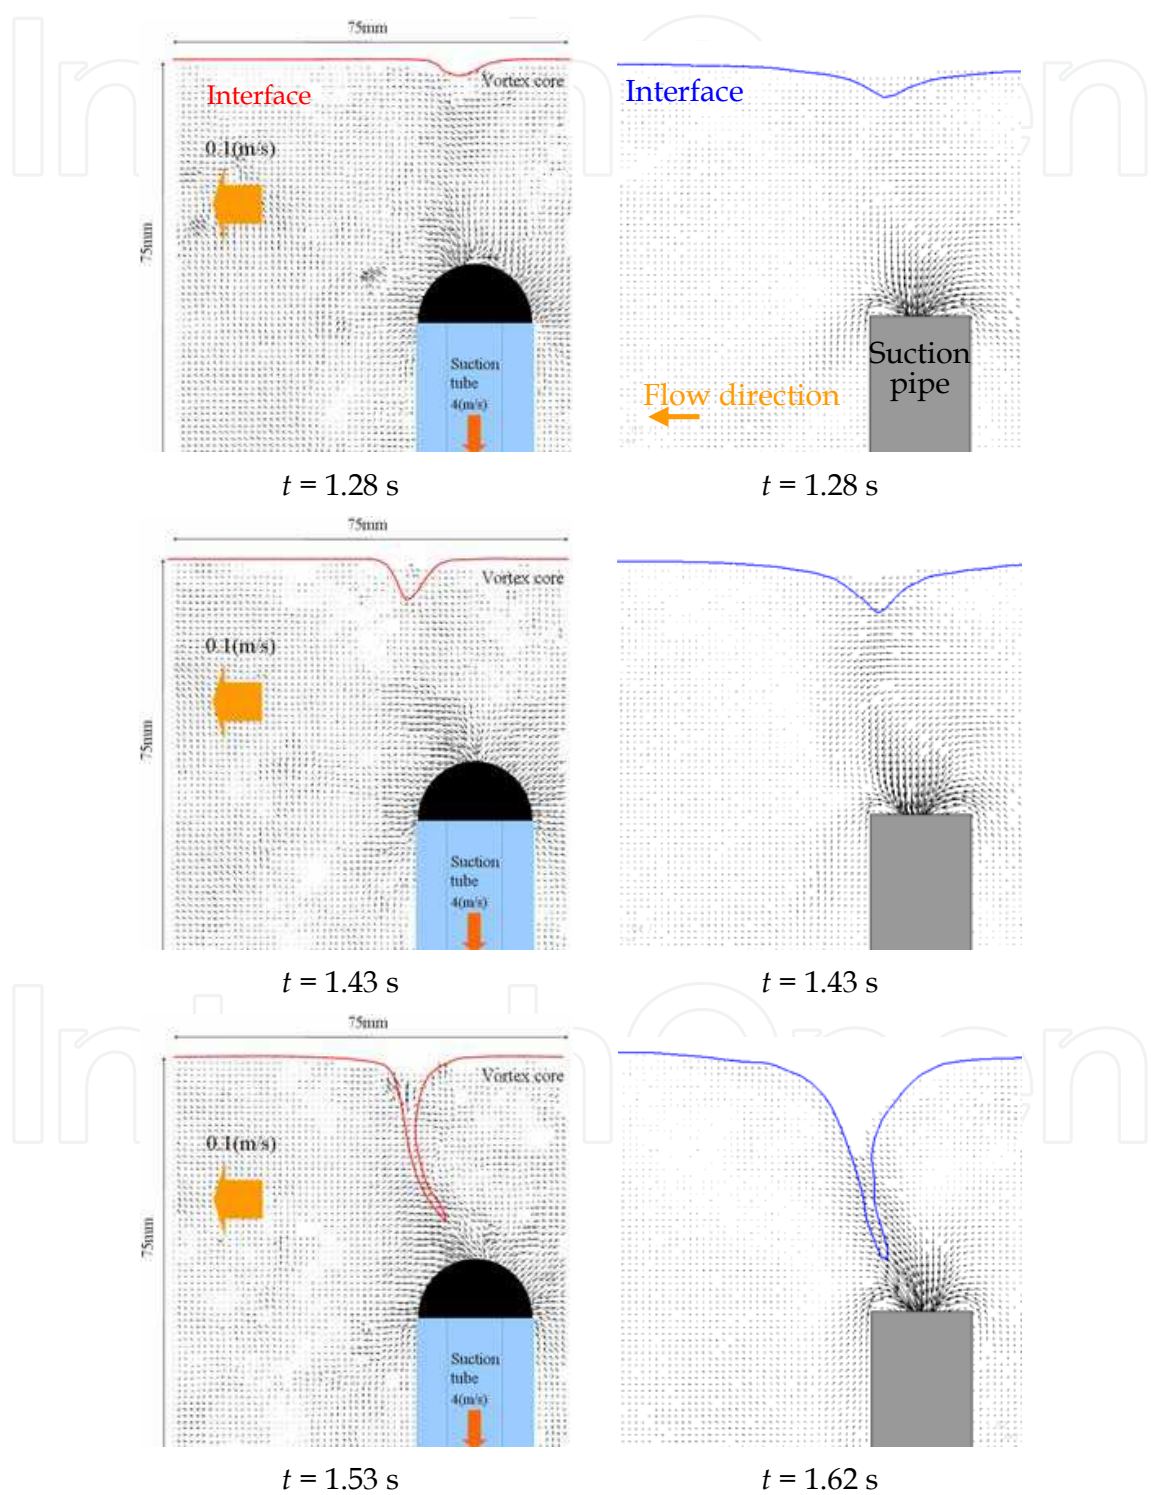 75mm
Vortex core
Interface
0.1(m/s)
75mm
Suction
tube
4(m/s)
Interface
Suction
pipe
Flow direction
t = 1.28 s
t = 1.28 s
75mm
Vortex core
0.1(m/s)
75mm
Suction
tube
4(m/s)
t = 1.43 s
t = 1.43 s
75mm
Vortex core
0.1(m/s)
75mm
Suction
tube
4(m/s)
t = 1.53 s
t = 1.62 s